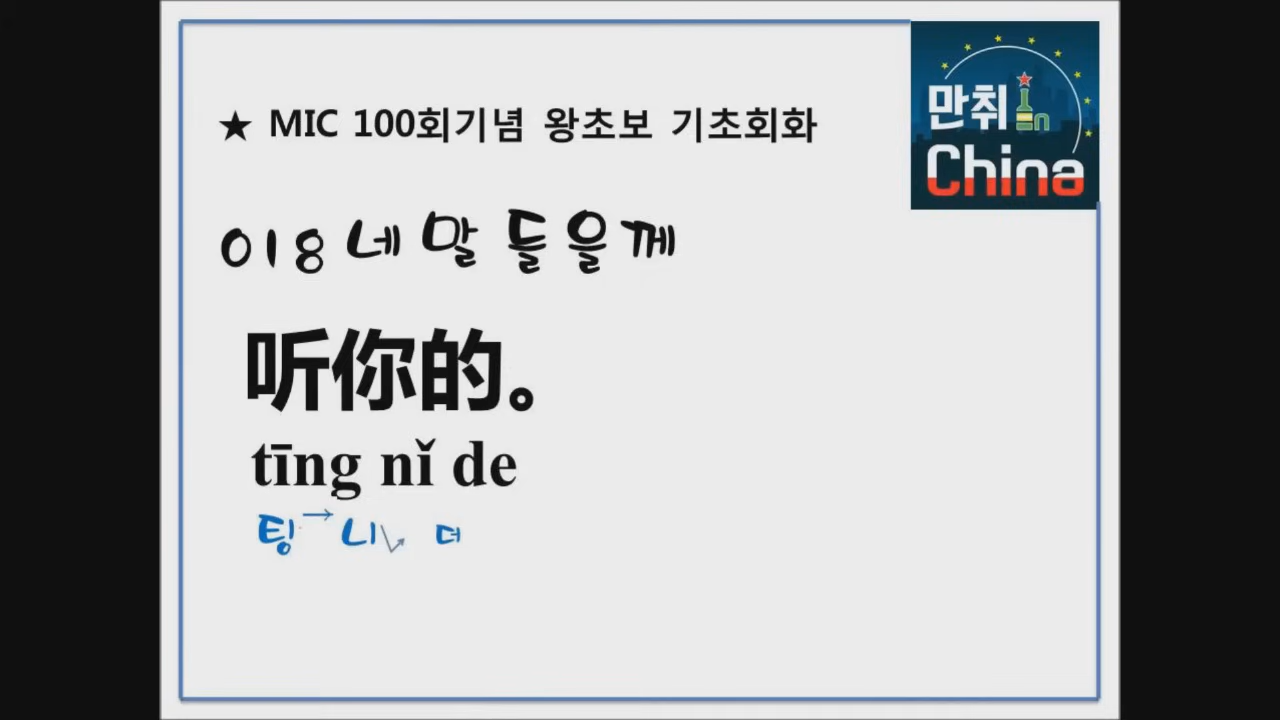 ★ MIC 100회기념 왕초보 기초회화
만취 in
China
018 네 말 들을께
听你的。
tīng nǐ de
팅→ 니↘↗ 더